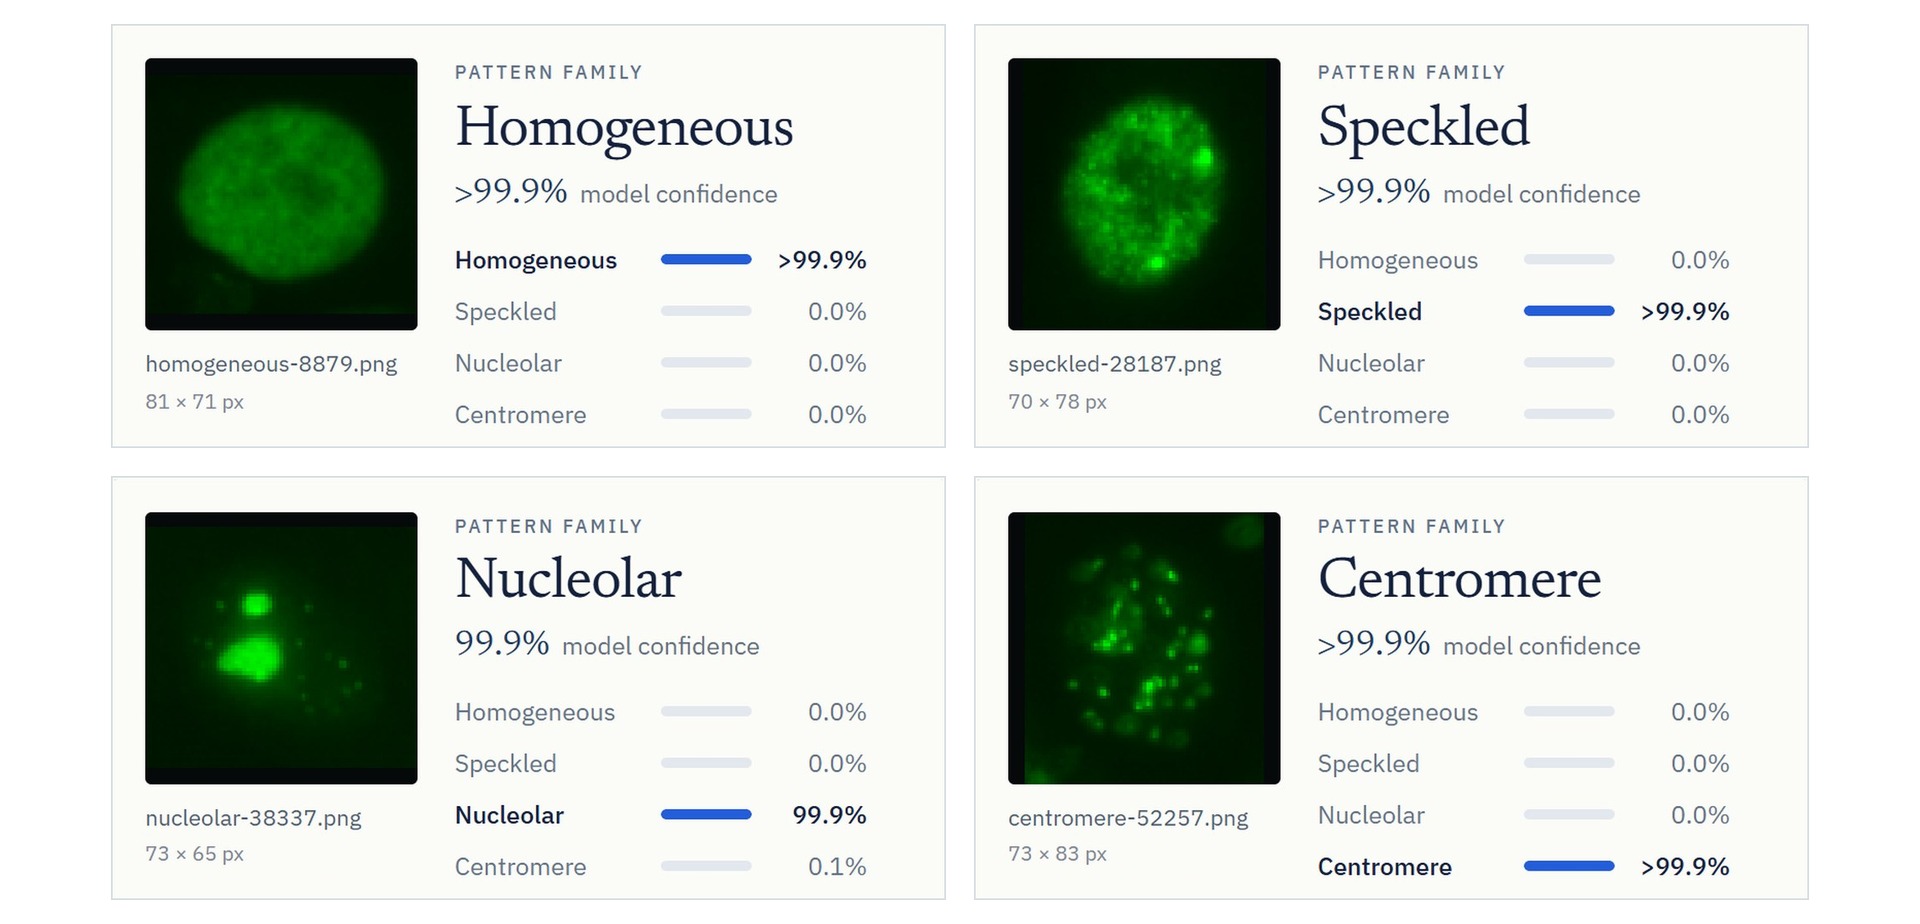 PATTERN FAMILY
Homogeneous
>99.9% model confidence
Homogeneous >99.9%
Speckled 0.0%
Nucleolar 0.0%
Centromere 0.0%
homogeneous-8879.png
81 × 71 px
PATTERN FAMILY
Speckled
>99.9% model confidence
Homogeneous 0.0%
Speckled >99.9%
Nucleolar 0.0%
Centromere 0.0%
speckled-28187.png
70 × 78 px
PATTERN FAMILY
Nucleolar
99.9% model confidence
Homogeneous 0.0%
Speckled 0.0%
Nucleolar 99.9%
Centromere 0.1%
nucleolar-38337.png
73 × 65 px
PATTERN FAMILY
Centromere
>99.9% model confidence
Homogeneous 0.0%
Speckled 0.0%
Nucleolar 0.0%
Centromere >99.9%
centromere-52257.png
73 × 83 px